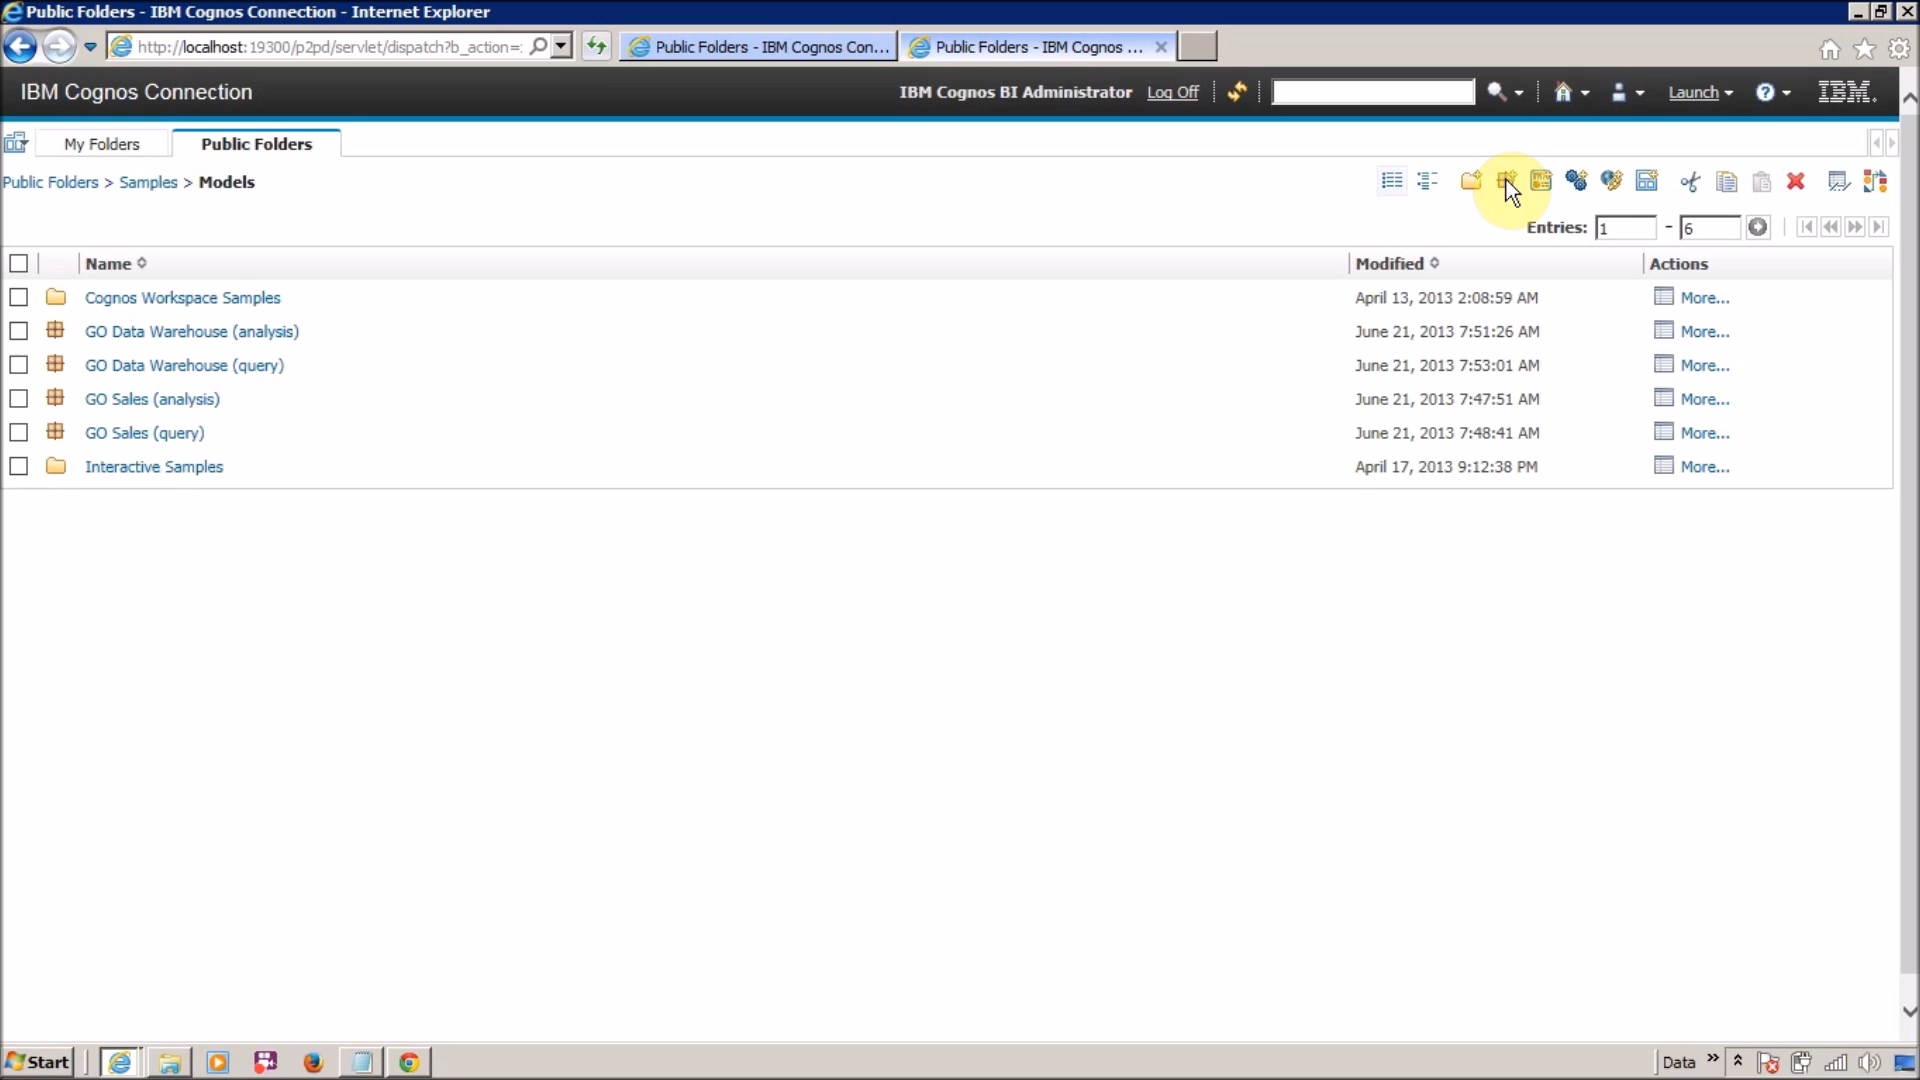 Public Folders - IBM Cognos Connection - Internet Explorer
http://localhost:19300/p2pd/servlet/dispatch?b_action=:
Public Folders - IBM Cognos Con...
Public Folders - IBM Cognos ...
IBM Cognos Connection
IBM Cognos BI Administrator Log Off Launch IBM.
My Folders Public Folders
Public Folders > Samples > Models
Entries: 1 - 6
Name Modified Actions
Cognos Workspace Samples April 13, 2013 2:08:59 AM More...
GO Data Warehouse (analysis) June 21, 2013 7:51:26 AM More...
GO Data Warehouse (query) June 21, 2013 7:53:01 AM More...
GO Sales (analysis) June 21, 2013 7:47:51 AM More...
GO Sales (query) June 21, 2013 7:48:41 AM More...
Interactive Samples April 17, 2013 9:12:38 PM More...
Start Data »